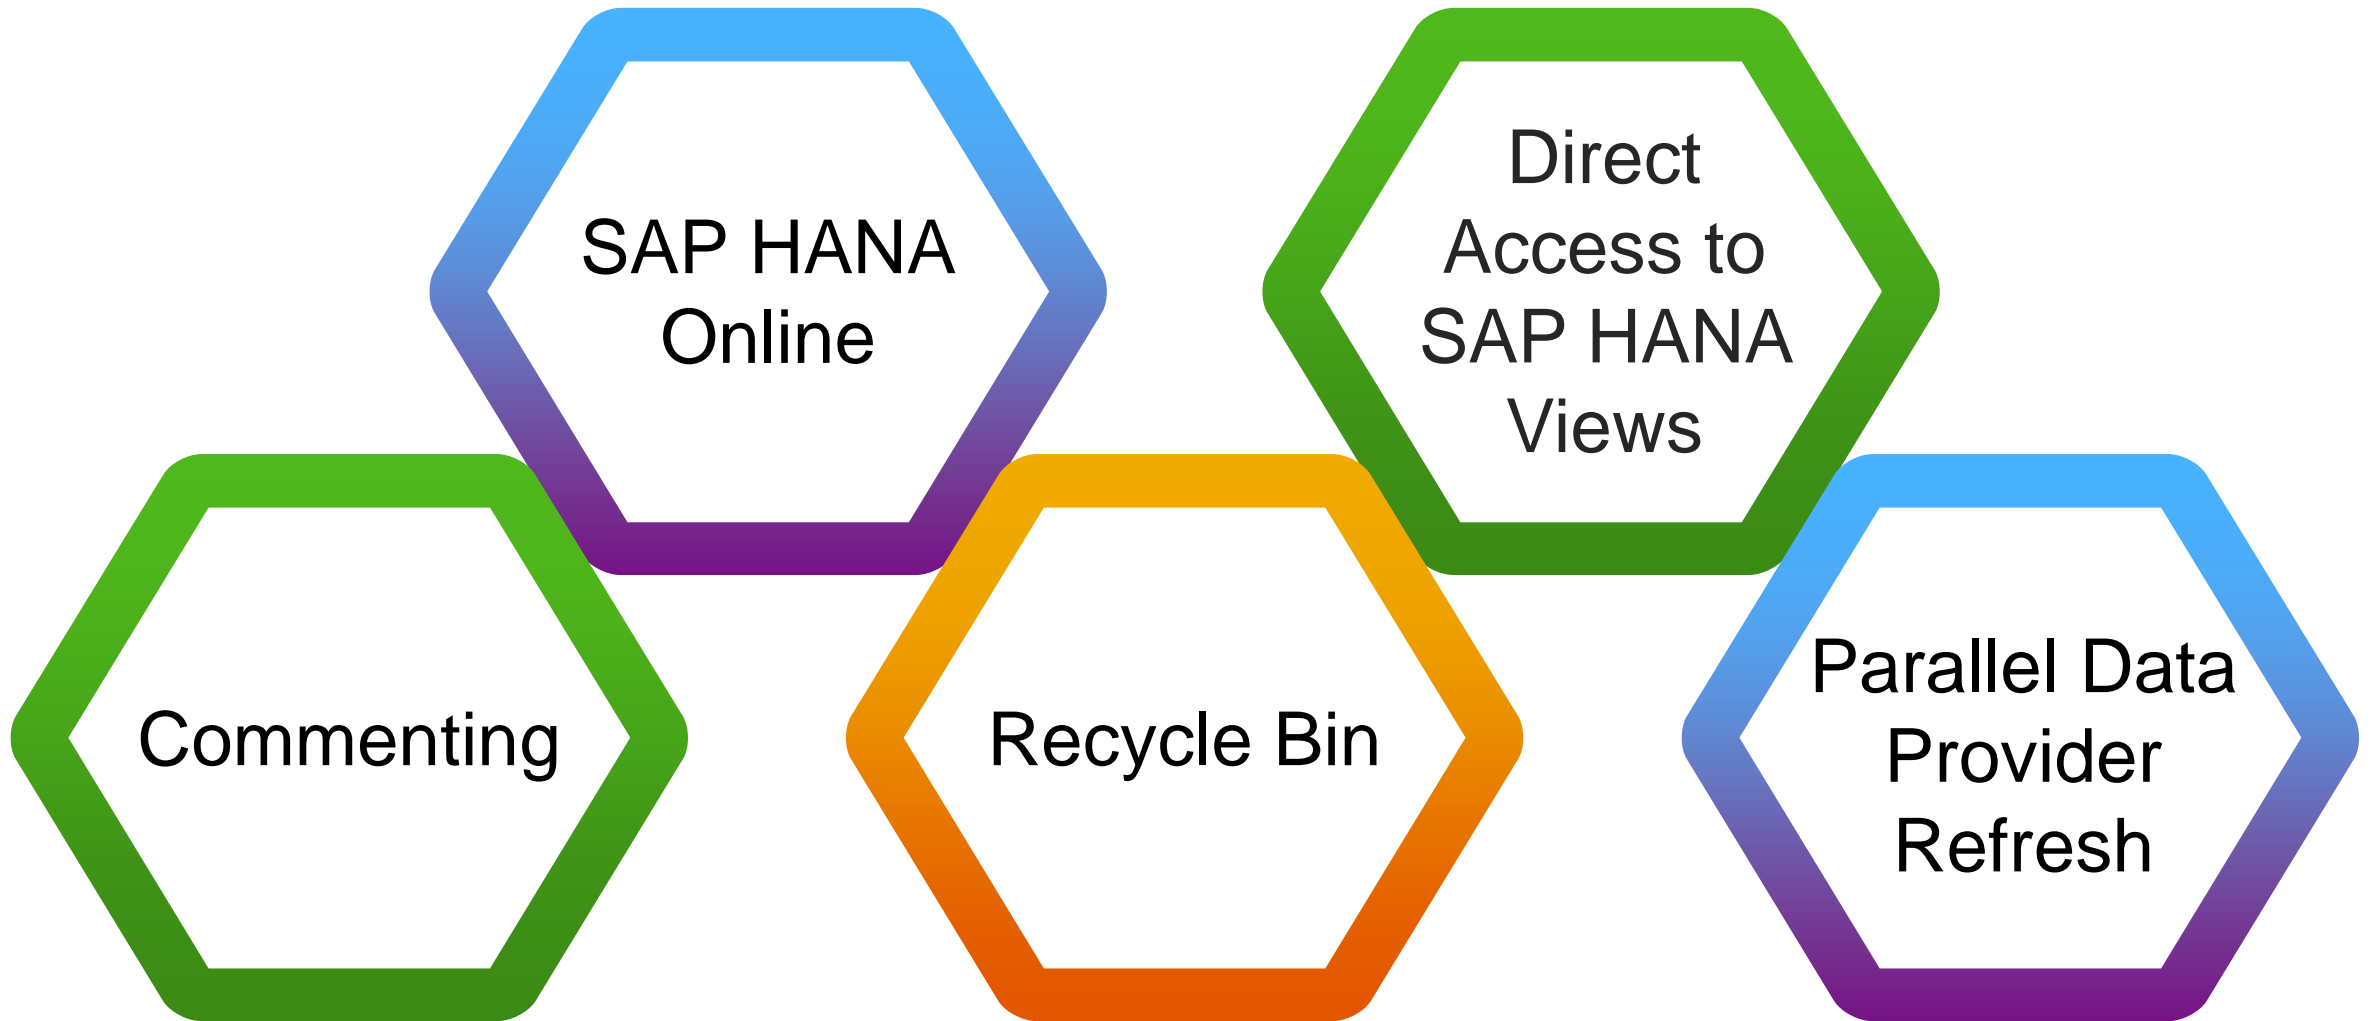 SAP HANA
Online
Direct
Access to
SAP HANA
Views
Commenting
Recycle Bin
Parallel Data
Provider
Refresh